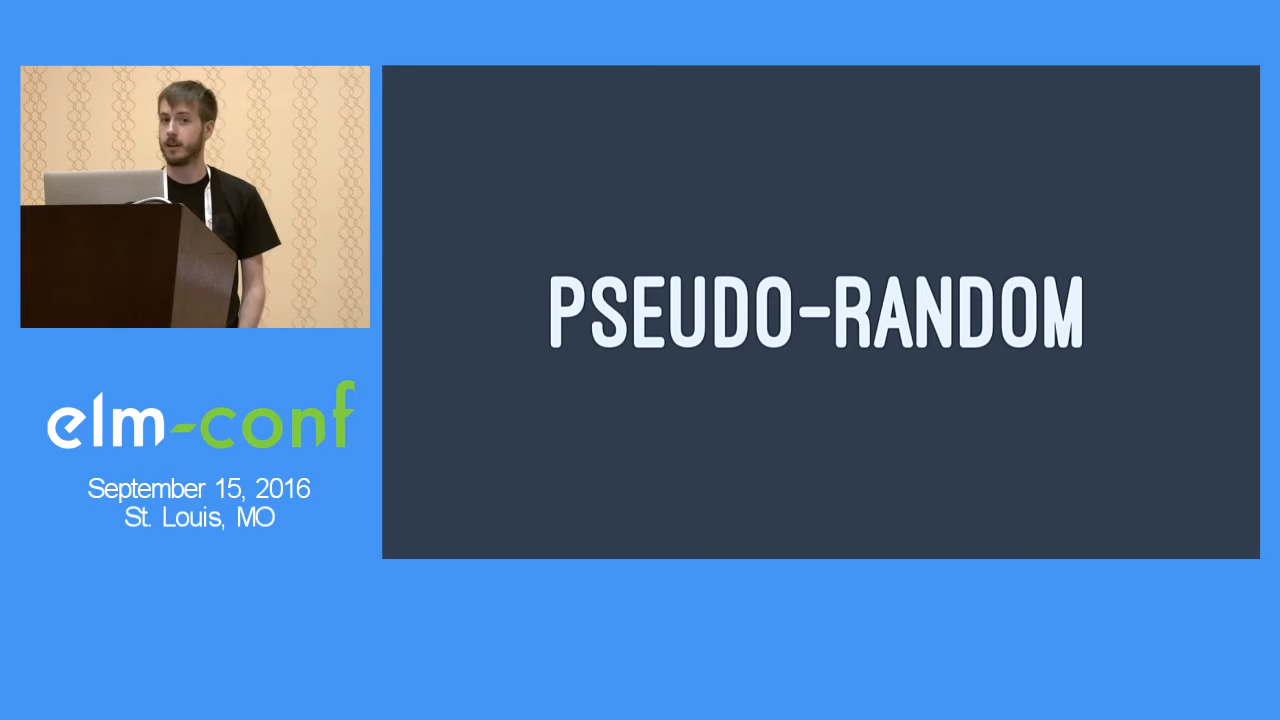 PSEUDO-RANDOM
elm-conf
September 15, 2016
St. Louis, MO